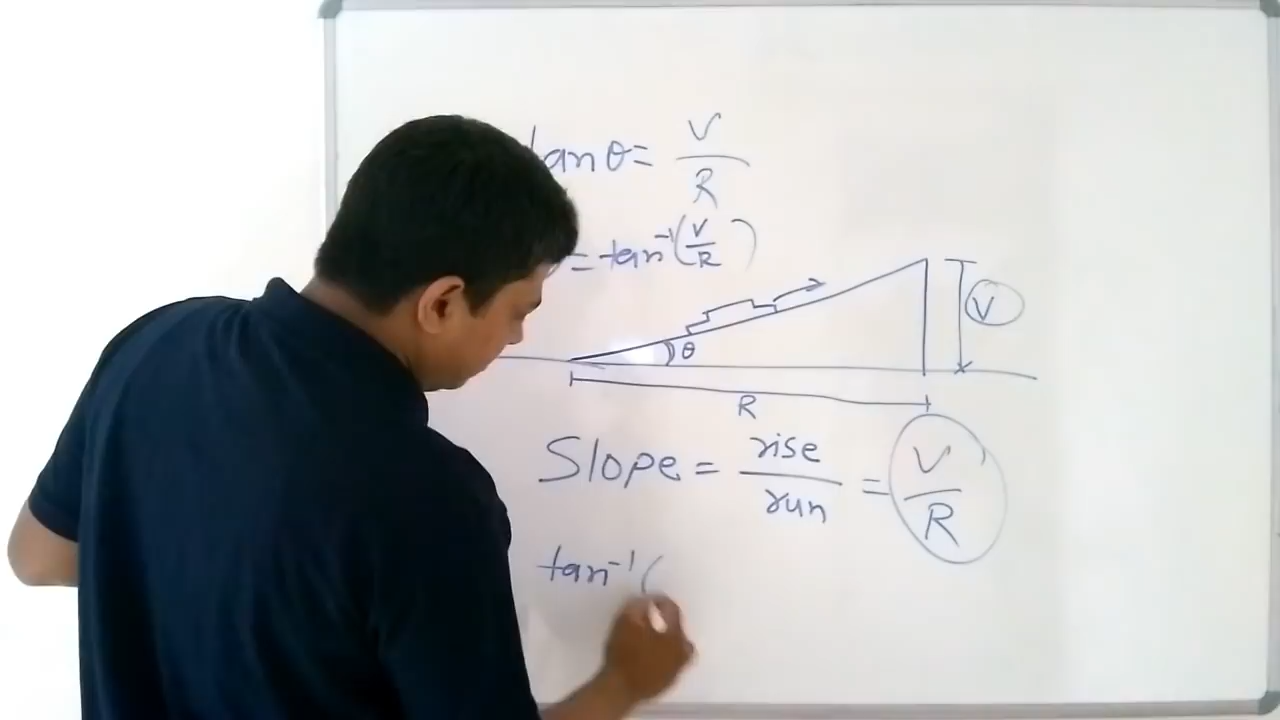 tan θ = V/R
= tan⁻¹(V/R)
V
θ
R
Slope = rise/run = V/R
tan⁻¹(